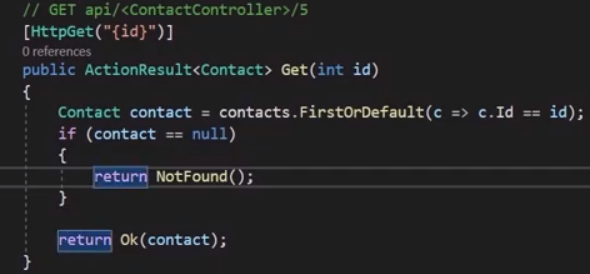 // GET api/<ContactController>/5
[HttpGet("{id}")]
0 references
public ActionResult<Contact> Get(int id)
{
Contact contact = contacts.FirstOrDefault(c => c.Id == id);
if (contact == null)
{
return NotFound();
}
return Ok(contact);
}